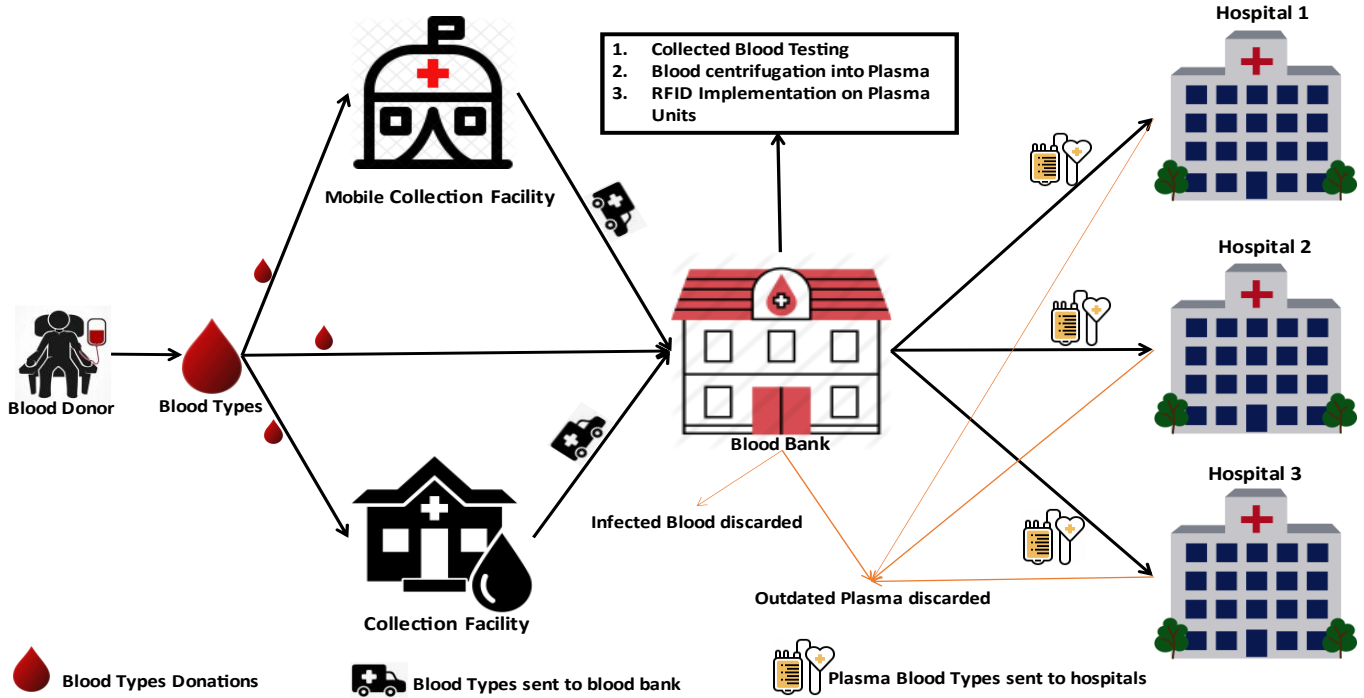 Hospital 1
1. Collected Blood Testing
2. Blood centrifugation into Plasma
3. RFID Implementation on Plasma
Units
Mobile Collection Facility
Hospital 2
Blood Donor
Blood Types
Blood Bank
Hospital 3
Infected Blood discarded
Outdated Plasma discarded
Collection Facility
Blood Types Donations
Blood Types sent to blood bank
Plasma Blood Types sent to hospitals